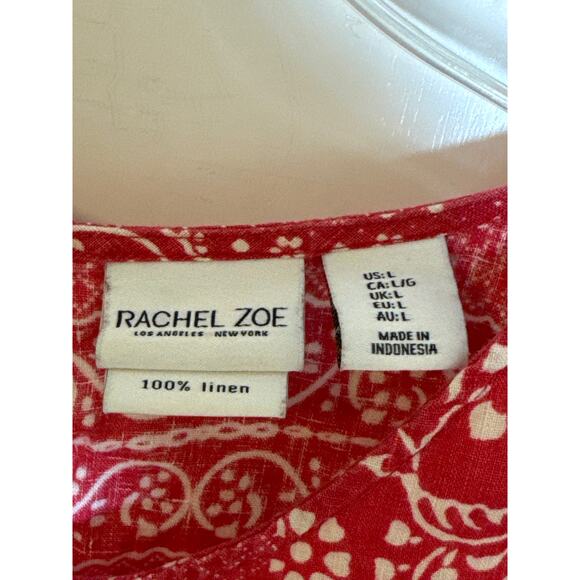 RACHEL ZOE
LOS ANGELES NEW YORK
100% linen
US: L
CA: L/G
UK: L
EU: L
AU: L
MADE IN
INDONESIA